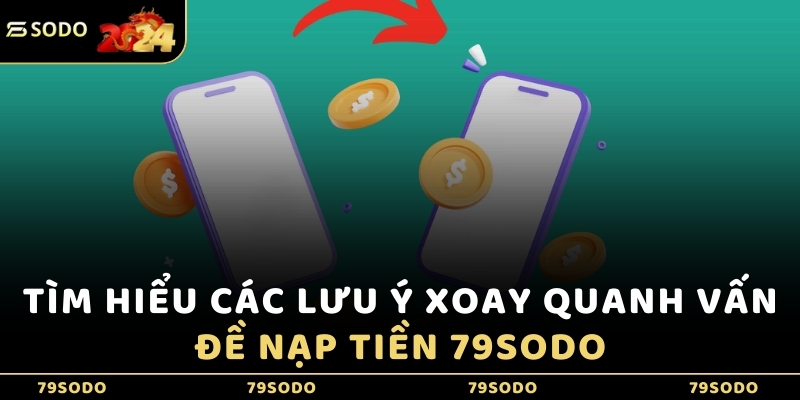 SODO 2024
TÌM HIỂU CÁC LƯU Ý XOAY QUANH VẤN
ĐỀ NẠP TIỀN 79SODO
79SODO 79SODO 79SODO 79SODO